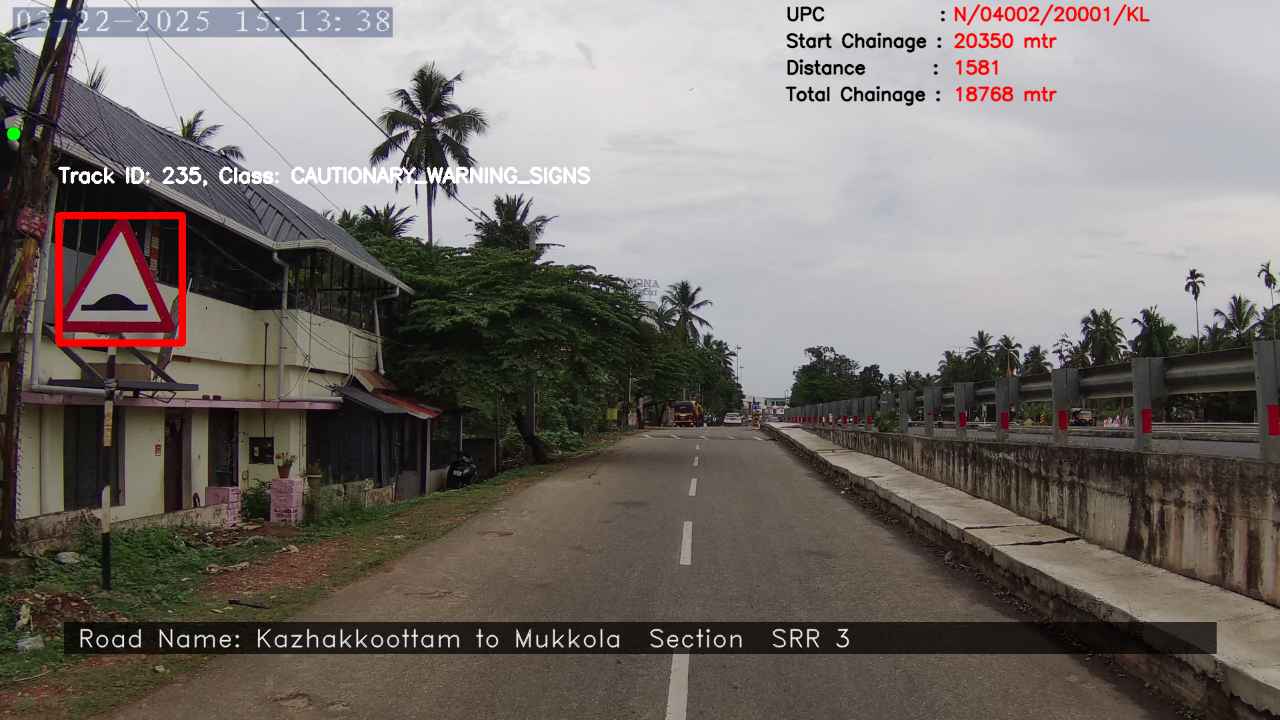 03-22-2025 15:13:38
UPC : N/04002/20001/KL
Start Chainage : 20350 mtr
Distance : 1581
Total Chainage : 18768 mtr
Track ID: 235, Class: CAUTIONARY_WARNING_SIGNS
Road Name: Kazhakkoottam to Mukkola Section SRR 3